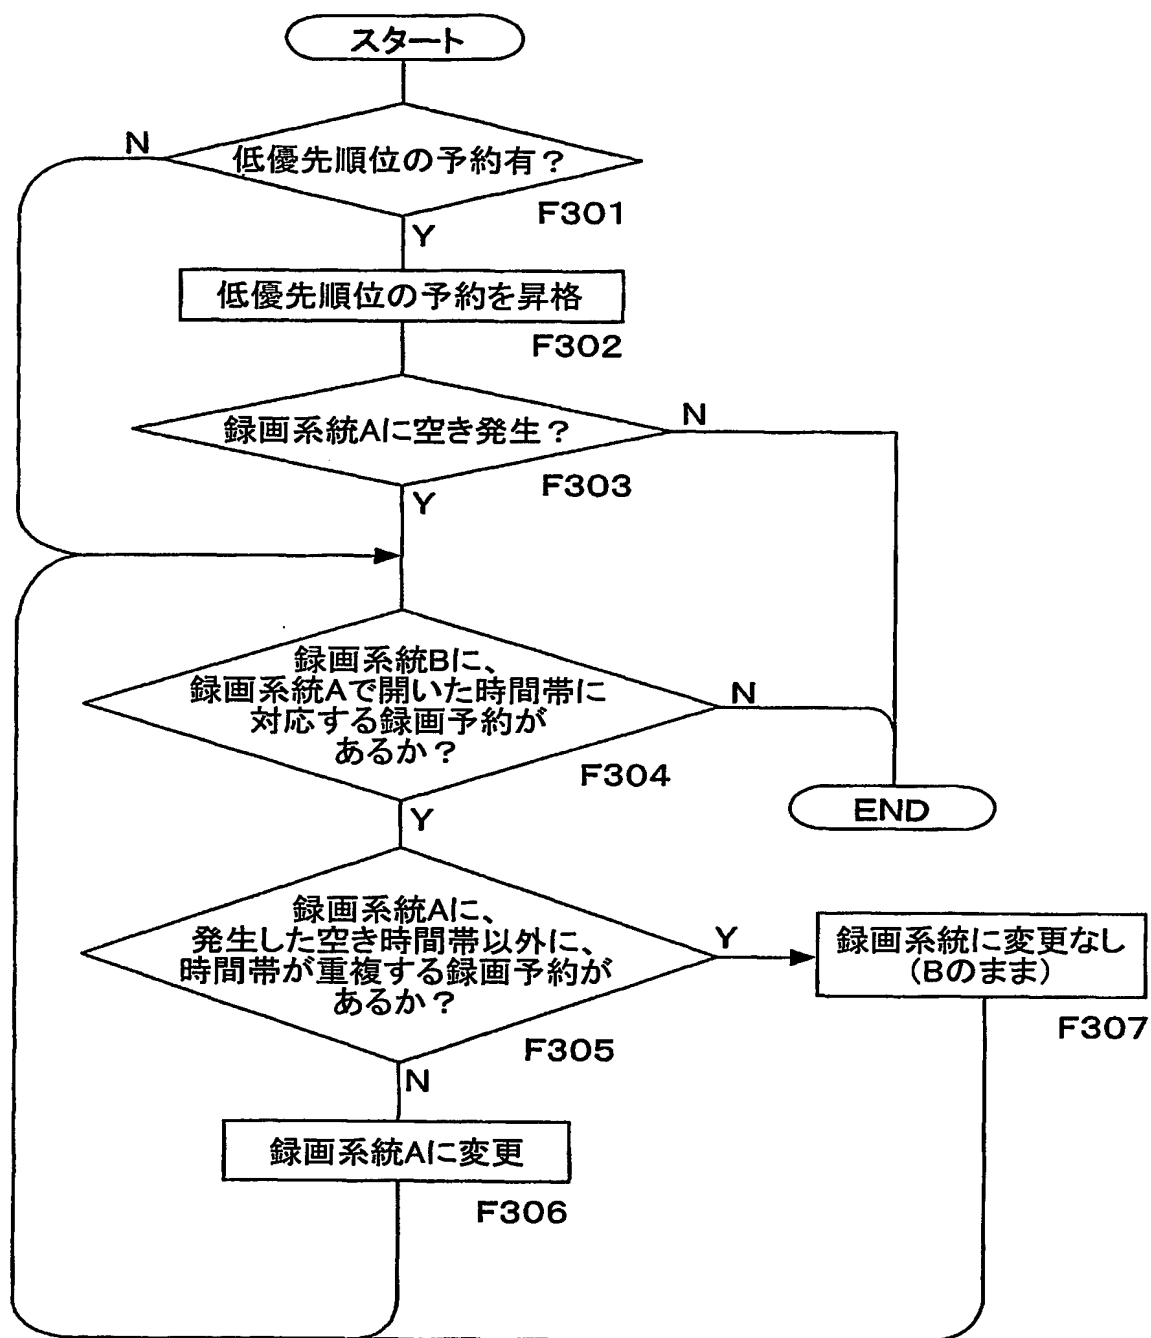 スタート
N
低優先順位の予約有？
F301
Y
低優先順位の予約を昇格
F302
録画系統Aに空き発生？
N
F303
Y
録画系統Bに、
録画系統Aで開いた時間帯に
対応する録画予約が
あるか？
N
F304
END
Y
録画系統Aに、
発生した空き時間帯以外に、
時間帯が重複する録画予約が
あるか？
Y
録画系統に変更なし
(Bのまま)
F307
F305
N
録画系統Aに変更
F306